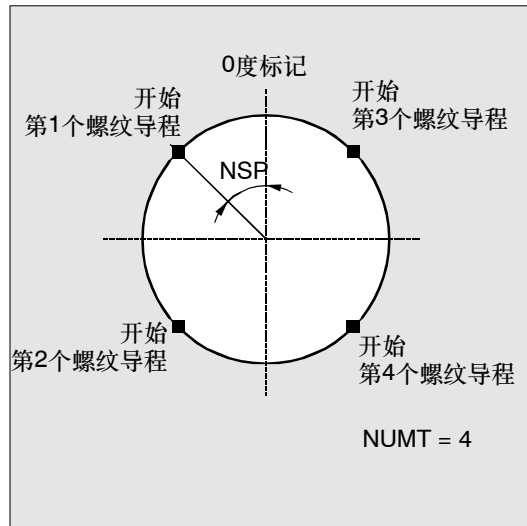 0度标记
开始
第1个螺纹导程
开始
第3个螺纹导程
NSP
开始
第2个螺纹导程
开始
第4个螺纹导程
NUMT = 4